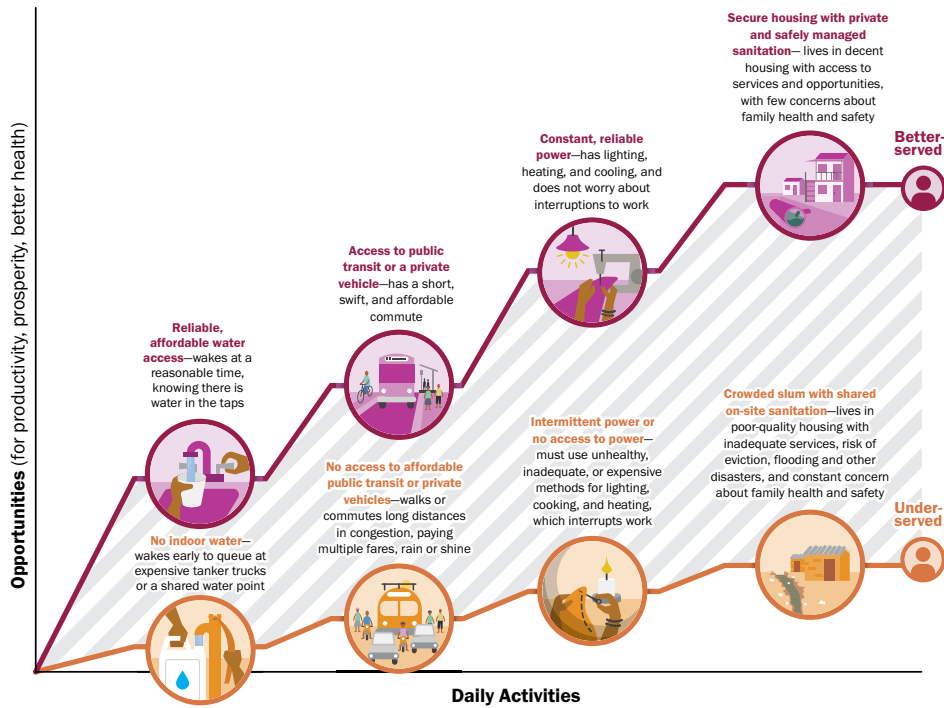 Secure housing with private
and safely managed
sanitation— lives in decent
housing with access to
services and opportunities,
with few concerns about
family health and safety
Better-
served
Constant, reliable
power—has lighting,
heating, and cooling, and
does not worry about
interruptions to work
Access to public
transit or a private
vehicle—has a short,
swift, and affordable
commute
Reliable,
affordable water
access—wakes at a
reasonable time,
knowing there is
water in the taps
Opportunities (for productivity, prosperity, better health)
No indoor water—
wakes early to queue at
expensive tanker trucks
or a shared water point
No access to affordable
public transit or private
vehicles—walks or
commutes long distances
in congestion, paying
multiple fares, rain or shine
Intermittent power or
no access to power—
must use unhealthy,
inadequate, or expensive
methods for lighting,
cooking, and heating,
which interrupts work
Crowded slum with shared
on-site sanitation—lives in
poor-quality housing with
inadequate services, risk of
eviction, flooding and other
disasters, and constant concern
about family health and safety
Under-
served
Daily Activities